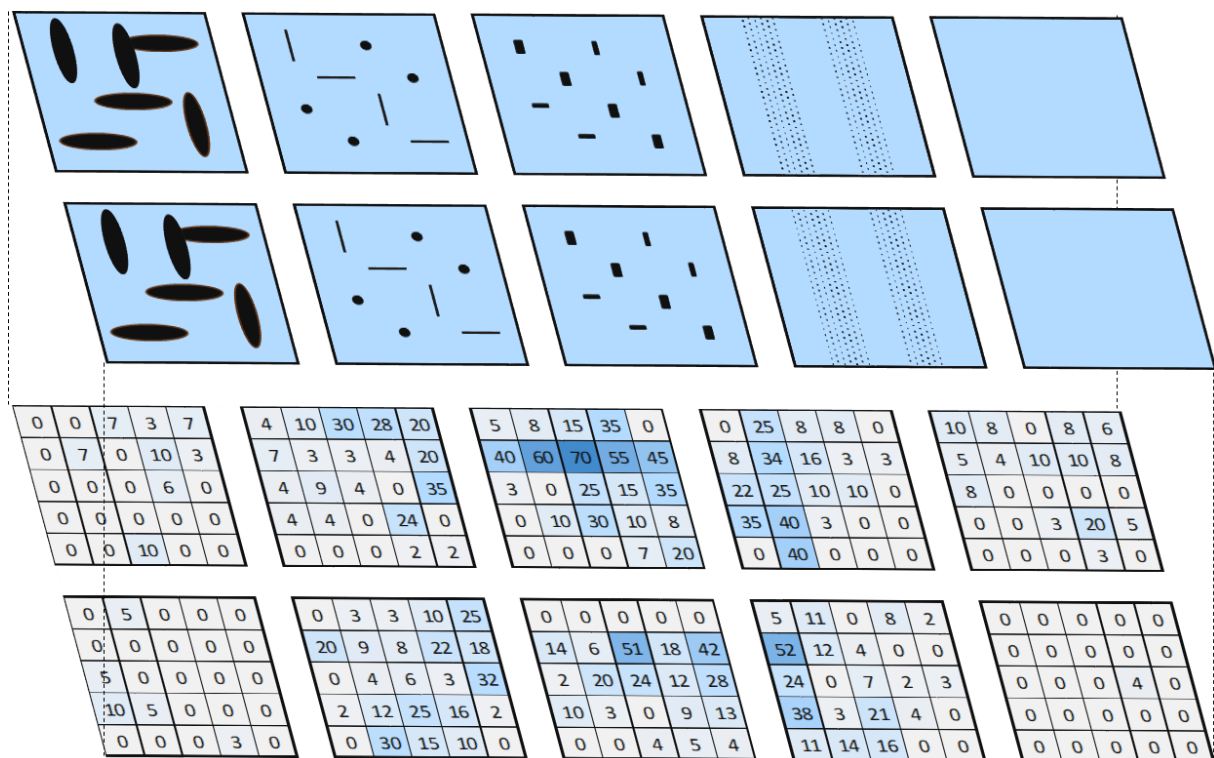 0 0 7 3 7 4 10 30 28 20 5 8 15 35 0 0 25 8 8 0 10 8 0 8 6
0 7 0 10 3 7 3 3 4 20 40 60 70 55 45 8 34 16 3 3 5 4 10 10 8
0 0 0 6 0 4 9 4 0 35 3 0 25 15 35 22 25 10 10 0 8 0 0 0 0
0 0 0 0 0 4 4 0 24 0 0 10 30 10 8 35 40 3 0 0 0 0 3 20 5
0 0 10 0 0 0 0 0 2 2 0 0 0 7 20 0 40 0 0 0 0 0 0 3 0
0 5 0 0 0 0 3 3 10 25 0 0 0 0 0 5 11 0 8 2 0 0 0 0 0
0 0 0 0 0 20 9 8 22 18 14 6 51 18 42 52 12 4 0 0 0 0 0 0 0
5 0 0 0 0 0 4 6 3 32 2 20 24 12 28 24 0 7 2 3 0 0 0 4 0
10 5 0 0 0 2 12 25 16 2 10 3 0 9 13 38 3 21 4 0 0 0 0 0 0
0 0 0 3 0 0 30 15 10 0 0 0 4 5 4 11 14 16 0 0 0 0 0 0 0